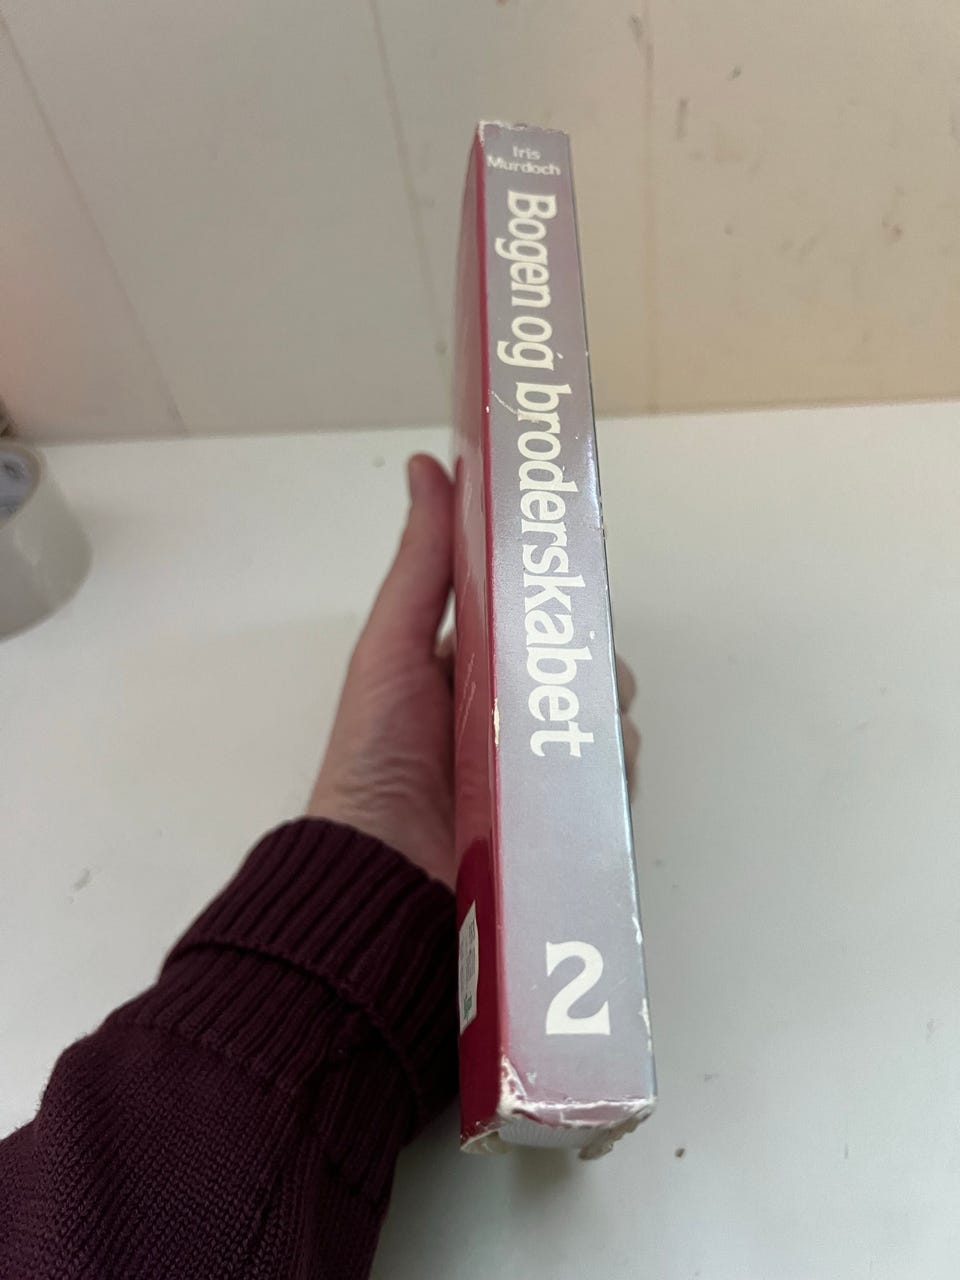 Iris
Murdoch
Bogen og broderskabet
2